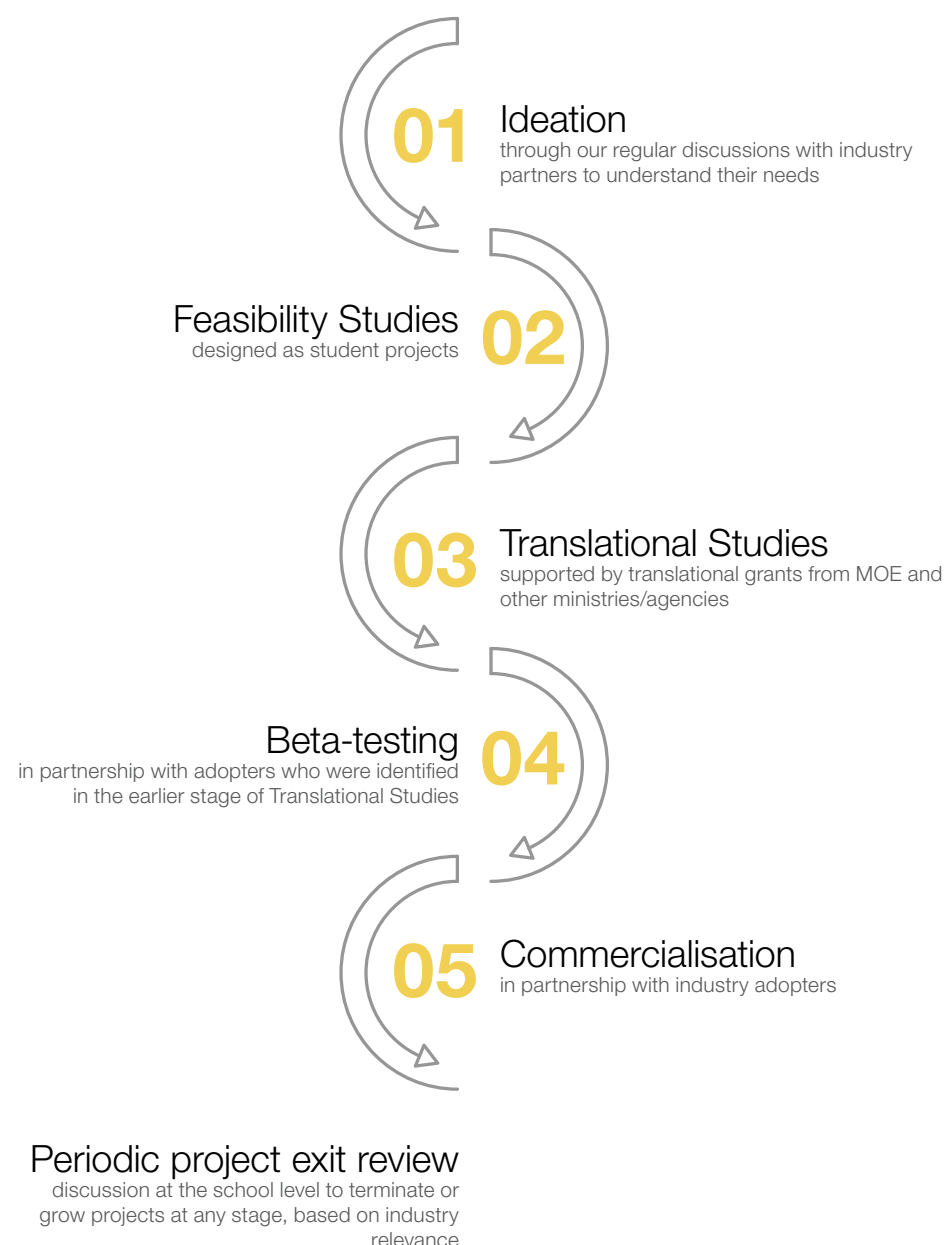 01
Ideation
through our regular discussions with industry
partners to understand their needs
Feasibility Studies
designed as student projects
02
03
Translational Studies
supported by translational grants from MOE and
other ministries/agencies
Beta-testing
in partnership with adopters who were identified
in the earlier stage of Translational Studies
04
05
Commercialisation
in partnership with industry adopters
Periodic project exit review
discussion at the school level to terminate or
grow projects at any stage, based on industry
relevance